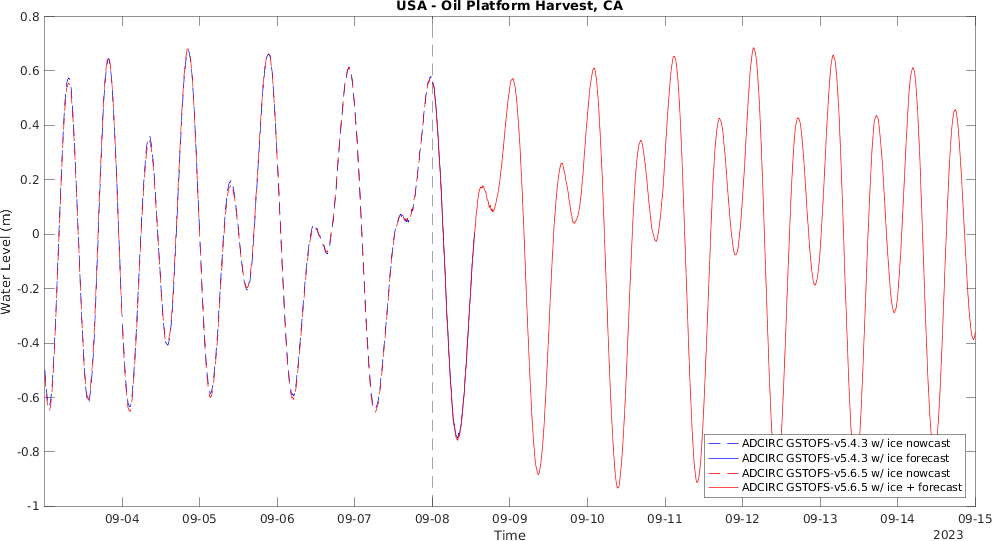 USA - Oil Platform Harvest, CA
0.8
0.6
0.4
0.2
0
-0.2
-0.4
-0.6
-0.8
-1
Water Level (m)
ADCIRC GSTOFS-v5.4.3 w/ ice nowcast
ADCIRC GSTOFS-v5.4.3 w/ ice forecast
ADCIRC GSTOFS-v5.6.5 w/ ice nowcast
ADCIRC GSTOFS-v5.6.5 w/ ice + forecast
09-04 09-05 09-06 09-07 09-08 09-09 09-10 09-11 09-12 09-13 09-14 09-15
Time
2023